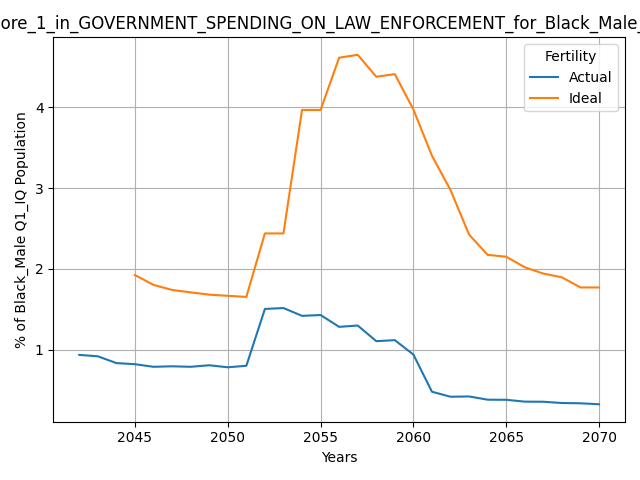 ore_1_in_GOVERNMENT_SPENDING_ON_LAW_ENFORCEMENT_for_Black_Male_
Fertility
Actual
Ideal
% of Black_Male Q1_IQ Population
4
3
2
1
2045 2050 2055 2060 2065 2070
Years